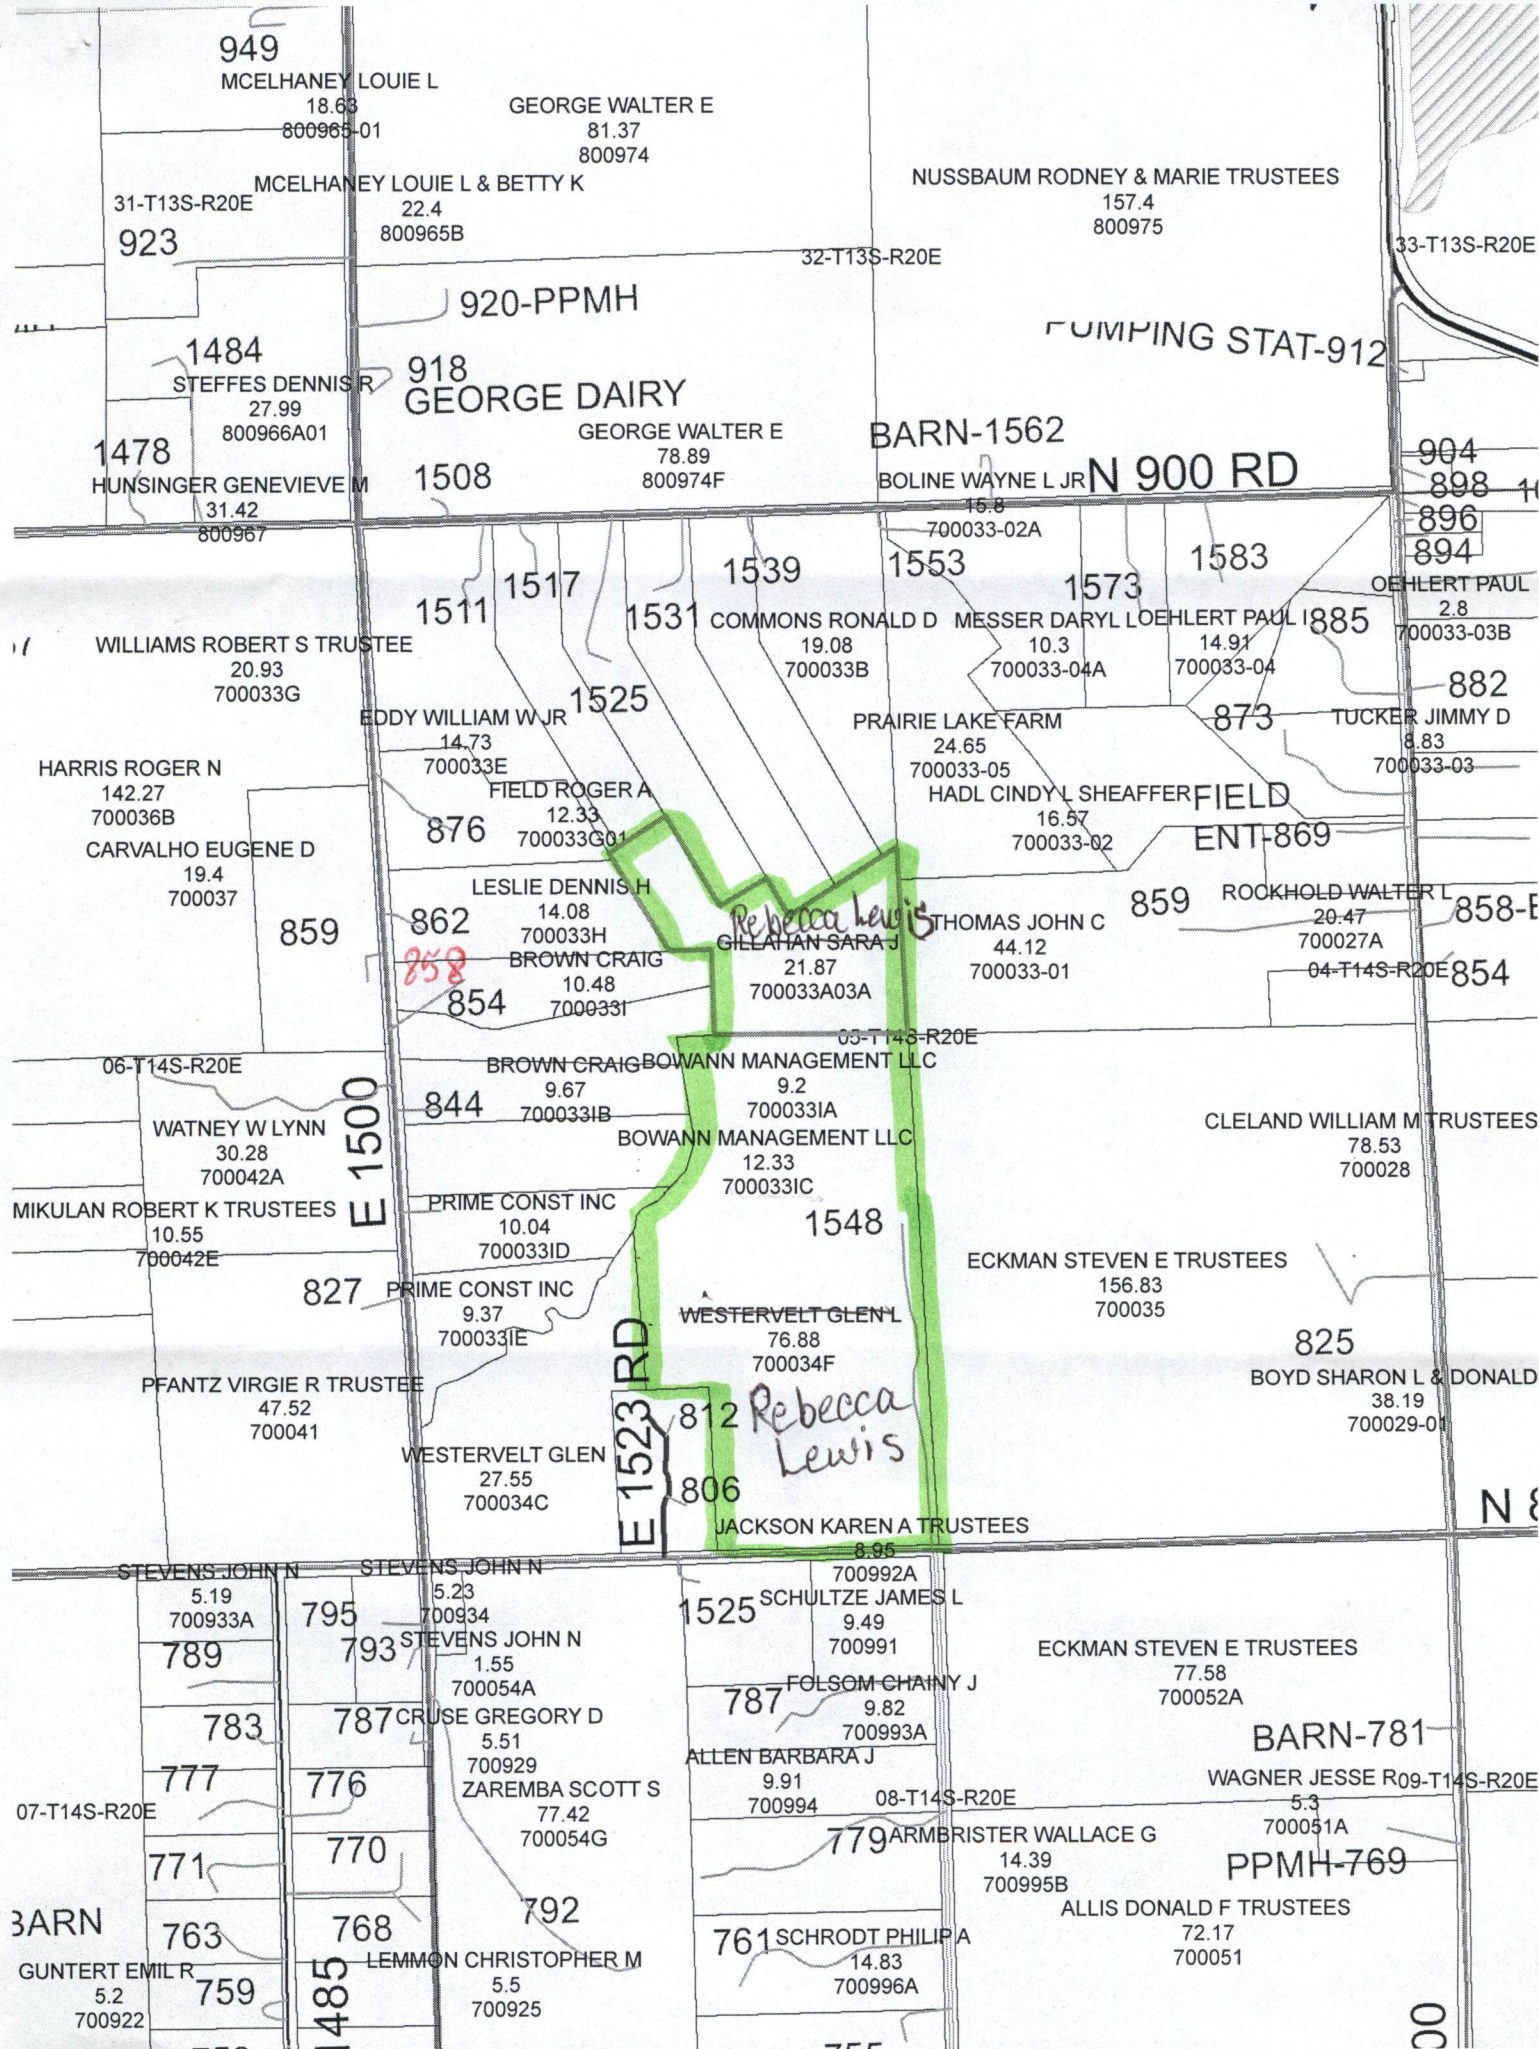 949
MCELHANEY LOUIE L
18.63
800965-01
GEORGE WALTER E
81.37
800974
MCELHANEY LOUIE L & BETTY K
22.4
800965B
NUSSBAUM RODNEY & MARIE TRUSTEES
157.4
800975
31-T13S-R20E
923
32-T13S-R20E
33-T13S-R20E
920-PPMH
PUMPING STAT-912
1484
STEFFES DENNIS R
27.99
800966A01
918
GEORGE DAIRY
GEORGE WALTER E
78.89
800974F
BARN-1562
1478
HUNSINGER GENEVIEVE M
31.42
800967
1508
BOLINE WAYNE L JR
15.8
700033-02A
N 900 RD
904
898
896
894
1511
1517
1531
1539
1553
1573
1583
OEHLERT PAUL
2.8
700033-03B
885
WILLIAMS ROBERT S TRUSTEE
20.93
700033G
COMMONS RONALD D
19.08
700033B
MESSER DARYL L
10.3
700033-04A
OEHLERT PAUL I
14.91
700033-04
882
1525
EDDY WILLIAM W JR
14.73
700033E
PRAIRIE LAKE FARM
24.65
700033-05
873
TUCKER JIMMY D
8.83
700033-03
HARRIS ROGER N
142.27
700036B
FIELD ROGER A
12.33
700033G01
876
HADL CINDY L SHEAFFER
16.57
700033-02
FIELD
ENT-869
CARVALHO EUGENE D
19.4
700037
859
862
LESLIE DENNIS H
14.08
700033H
Rebecca Lewis
GILLAHAN SARA J
21.87
700033A03A
THOMAS JOHN C
44.12
700033-01
859
ROCKHOLD WALTER L
20.47
700027A
858-E
858
BROWN CRAIG
10.48
700033I
854
04-T14S-R20E
854
05-T14S-R20E
06-T14S-R20E
BROWN CRAIG
9.67
700033IB
BOWANN MANAGEMENT LLC
9.2
700033IA
844
E 1500
WATNEY W LYNN
30.28
700042A
BOWANN MANAGEMENT LLC
12.33
700033IC
CLELAND WILLIAM M TRUSTEES
78.53
700028
MIKULAN ROBERT K TRUSTEES
10.55
700042E
PRIME CONST INC
10.04
700033ID
1548
827
PRIME CONST INC
9.37
700033IE
ECKMAN STEVEN E TRUSTEES
156.83
700035
WESTERVELT GLEN L
76.88
700034F
825
PFANTZ VIRGIE R TRUSTEE
47.52
700041
E 1523 RD
812
Rebecca
Lewis
BOYD SHARON L & DONALD
38.19
700029-01
WESTERVELT GLEN
27.55
700034C
806
JACKSON KAREN A TRUSTEES
8.95
700992A
N 8
STEVENS JOHN N
5.19
700933A
STEVENS JOHN N
5.23
700934
795
1525
SCHULTZE JAMES L
9.49
700991
789
793
STEVENS JOHN N
1.55
700054A
ECKMAN STEVEN E TRUSTEES
77.58
700052A
787
FOLSOM CHAINY J
9.82
700993A
783
787
CRUSE GREGORY D
5.51
700929
BARN-781
ALLEN BARBARA J
9.91
700994
777
776
ZAREMBA SCOTT S
77.42
700054G
WAGNER JESSE R
5.3
700051A
09-T14S-R20E
07-T14S-R20E
08-T14S-R20E
771
770
779
ARMBRISTER WALLACE G
14.39
700995B
PPMH-769
792
ALLIS DONALD F TRUSTEES
72.17
700051
BARN
763
768
761
SCHRODT PHILIP A
14.83
700996A
GUNTERT EMIL R
5.2
700922
759
1485
LEMMON CHRISTOPHER M
5.5
700925
00